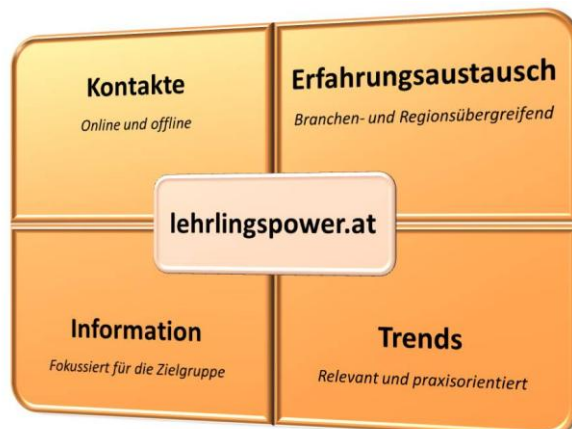 Kontakte
Online und offline
Erfahrungsaustausch
Branchen- und Regionsübergreifend
lehrlingspower.at
Information
Fokussiert für die Zielgruppe
Trends
Relevant und praxisorientiert